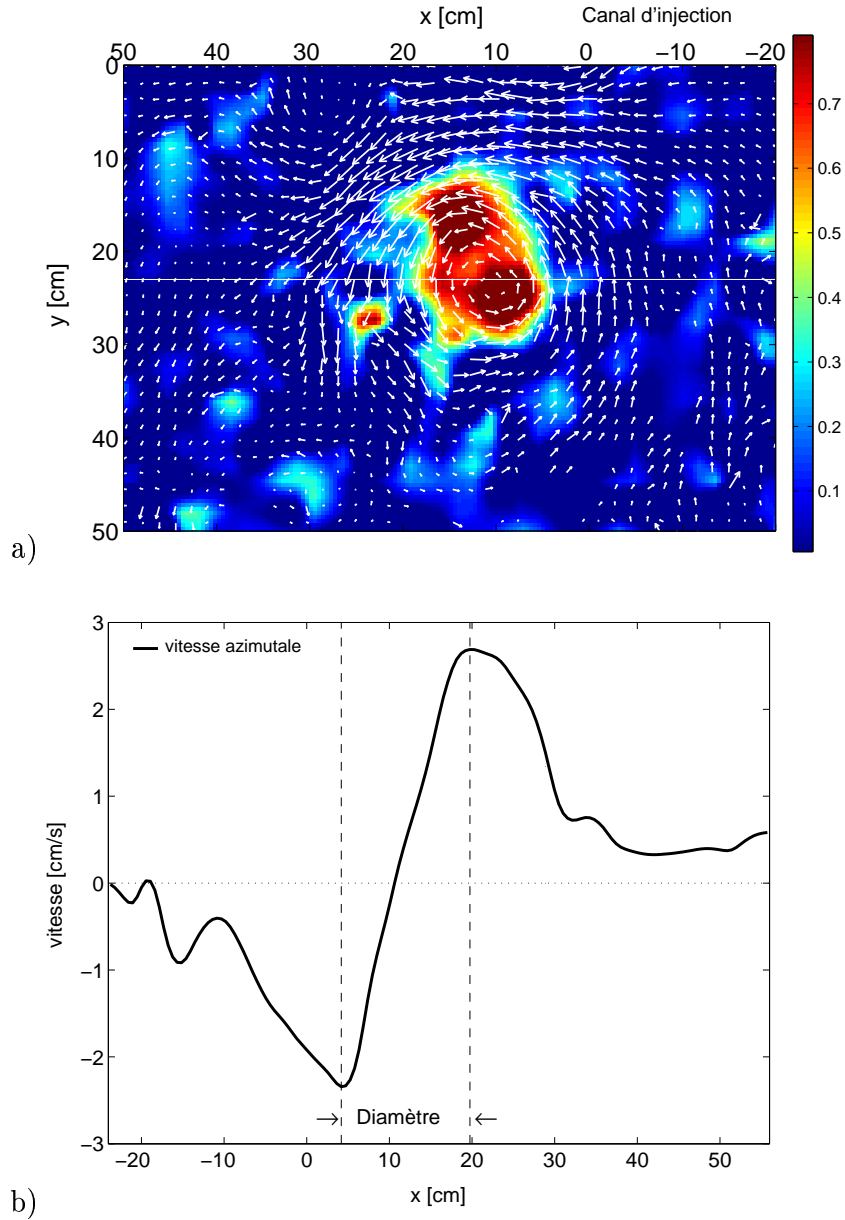 x [cm] Canal d'injection
50 40 30 20 10 0 −10 −20
0
10
20
30
40
50
y [cm]
0.7
0.6
0.5
0.4
0.3
0.2
0.1
a)
3
2
1
0
−1
−2
−3
vitesse [cm/s]
vitesse azimutale
Diamètre
−20 −10 0 10 20 30 40 50
x [cm]
b)